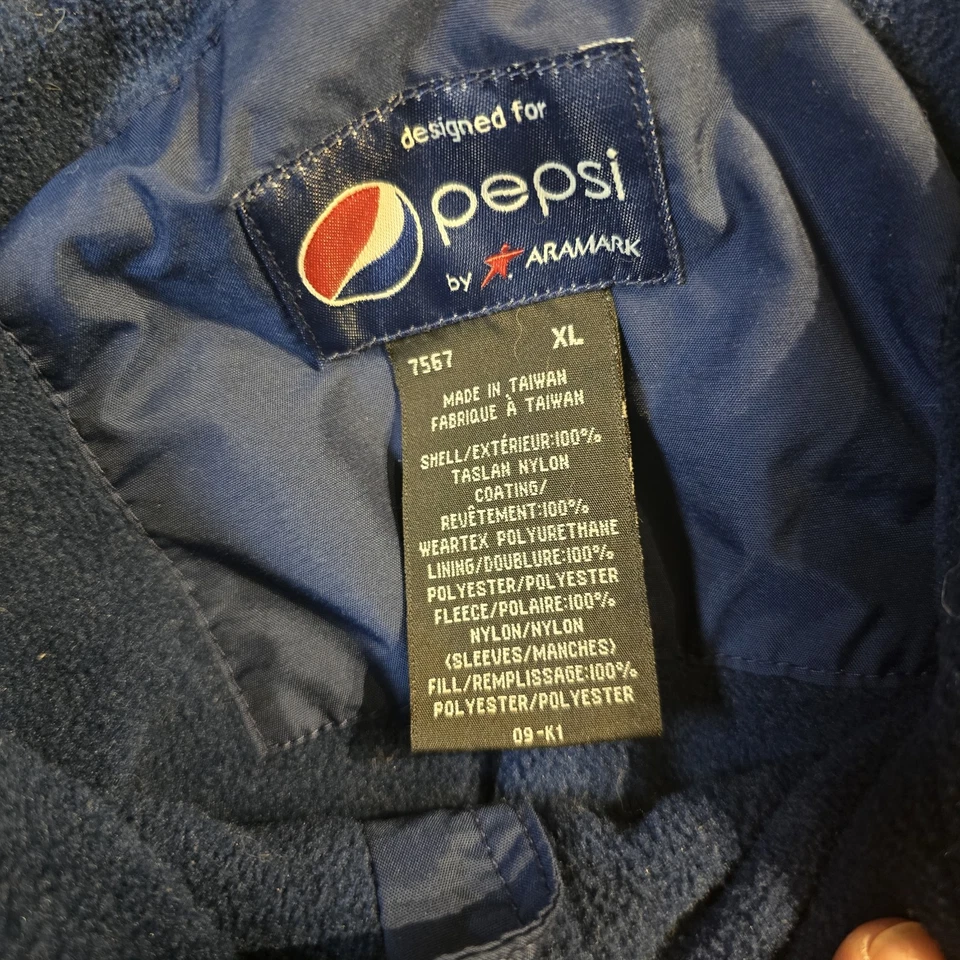 designed for
pepsi
by ARAMARK
7567 XL
MADE IN TAIWAN
FABRIQUE À TAIWAN
SHELL/EXTÉRIEUR:100%
TASLAN NYLON
COATING/
REVÊTEMENT:100%
WEARTEX POLYURETHANE
LINING/DOUBLURE:100%
POLYESTER/POLYESTER
FLEECE/POLAIRE:100%
NYLON/NYLON
(SLEEVES/MANCHES)
FILL/REMPLISSAGE:100%
POLYESTER/POLYESTER
09-K1